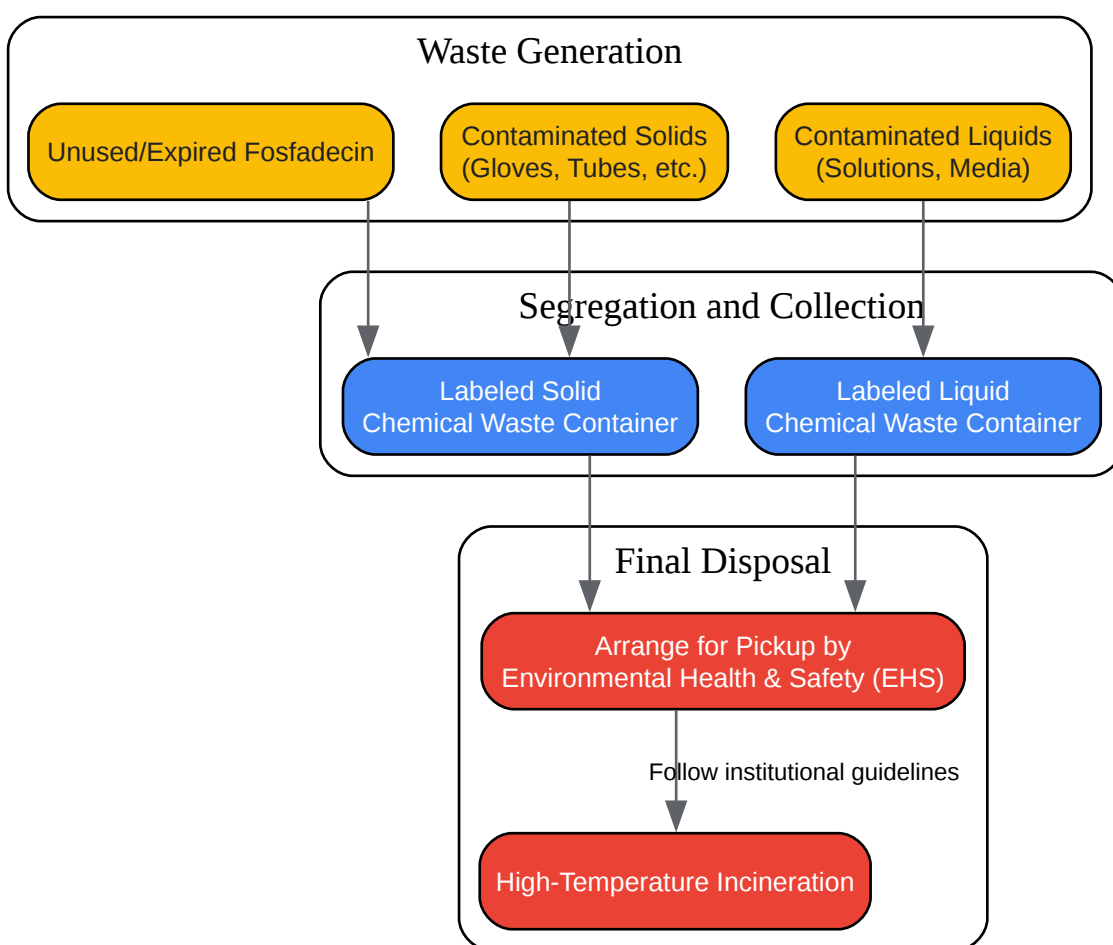 Waste Generation
Unused/Expired Fosfadecin
Contaminated Solids
(Gloves, Tubes, etc.)
Contaminated Liquids
(Solutions, Media)
Segregation and Collection
Labeled Solid
Chemical Waste Container
Labeled Liquid
Chemical Waste Container
Final Disposal
Arrange for Pickup by
Environmental Health & Safety (EHS)
Follow institutional guidelines
High-Temperature Incineration